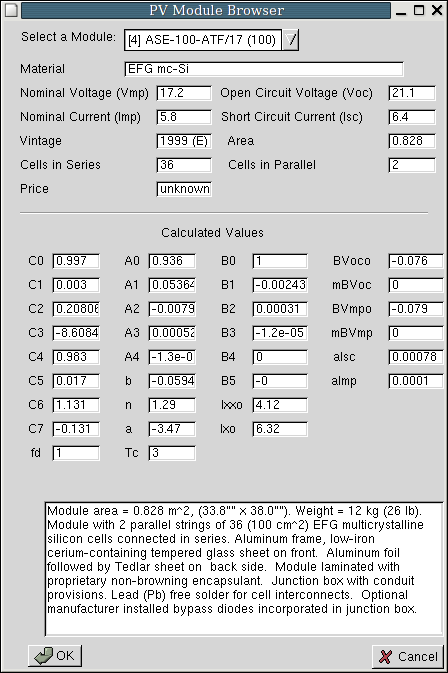 PV Module Browser
Select a Module: [4] ASE-100-ATF/17 (100)
Material EFG mc-Si
Nominal Voltage (Vmp) 17.2 Open Circuit Voltage (Voc) 21.1
Nominal Current (Imp) 5.8 Short Circuit Current (Isc) 6.4
Vintage 1999 (E) Area 0.828
Cells in Series 36 Cells in Parallel 2
Price unknown
Calculated Values
C0 0.997 A0 0.936 B0 1 BVoco -0.076
C1 0.003 A1 0.05364 B1 -0.00243 mBVoc 0
C2 0.20806 A2 -0.0079 B2 0.00031 BVmpo -0.079
C3 -8.6084 A3 0.00052 B3 -1.2e-05 mBVmp 0
C4 0.983 A4 -1.3e-0 B4 0 aIsc 0.00078
C5 0.017 b -0.0594 B5 -0 aImp 0.0001
C6 1.131 n 1.29 Ixxo 4.12
C7 -0.131 a -3.47 Ixo 6.32
fd 1 Tc 3
Module area = 0.828 m^2, (33.8"" x 38.0""). Weight = 12 kg (26 lb).
Module with 2 parallel strings of 36 (100 cm^2) EFG multicrystalline
silicon cells connected in series. Aluminum frame, low-iron
cerium-containing tempered glass sheet on front.  Aluminum foil
followed by Tedlar sheet on  back side.  Module laminated with
proprietary non-browning encapsulant.  Junction box with conduit
provisions. Lead (Pb) free solder for cell interconnects.  Optional
manufacturer installed bypass diodes incorporated in junction box.
OK Cancel